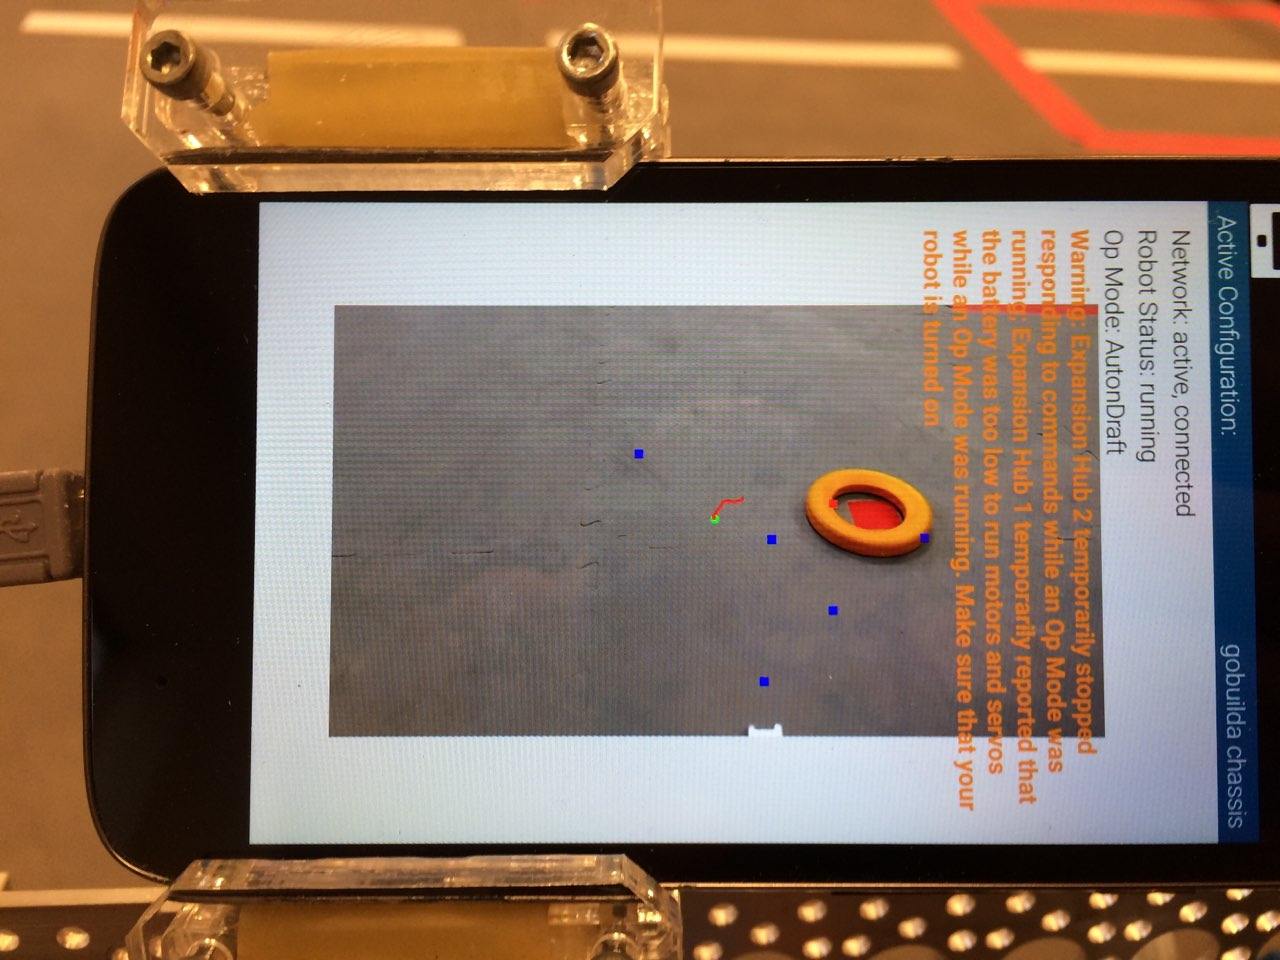 Active Configuration: gobuilda chassis
Network: active, connected
Robot Status: running
Op Mode: AutonDraft
Warning: Expansion Hub 2 temporarily stopped
responding to commands while an Op Mode was
running. Expansion Hub 1 temporarily reported that
the battery was too low to run motors and servos
while an Op Mode was running. Make sure that your
robot is turned on